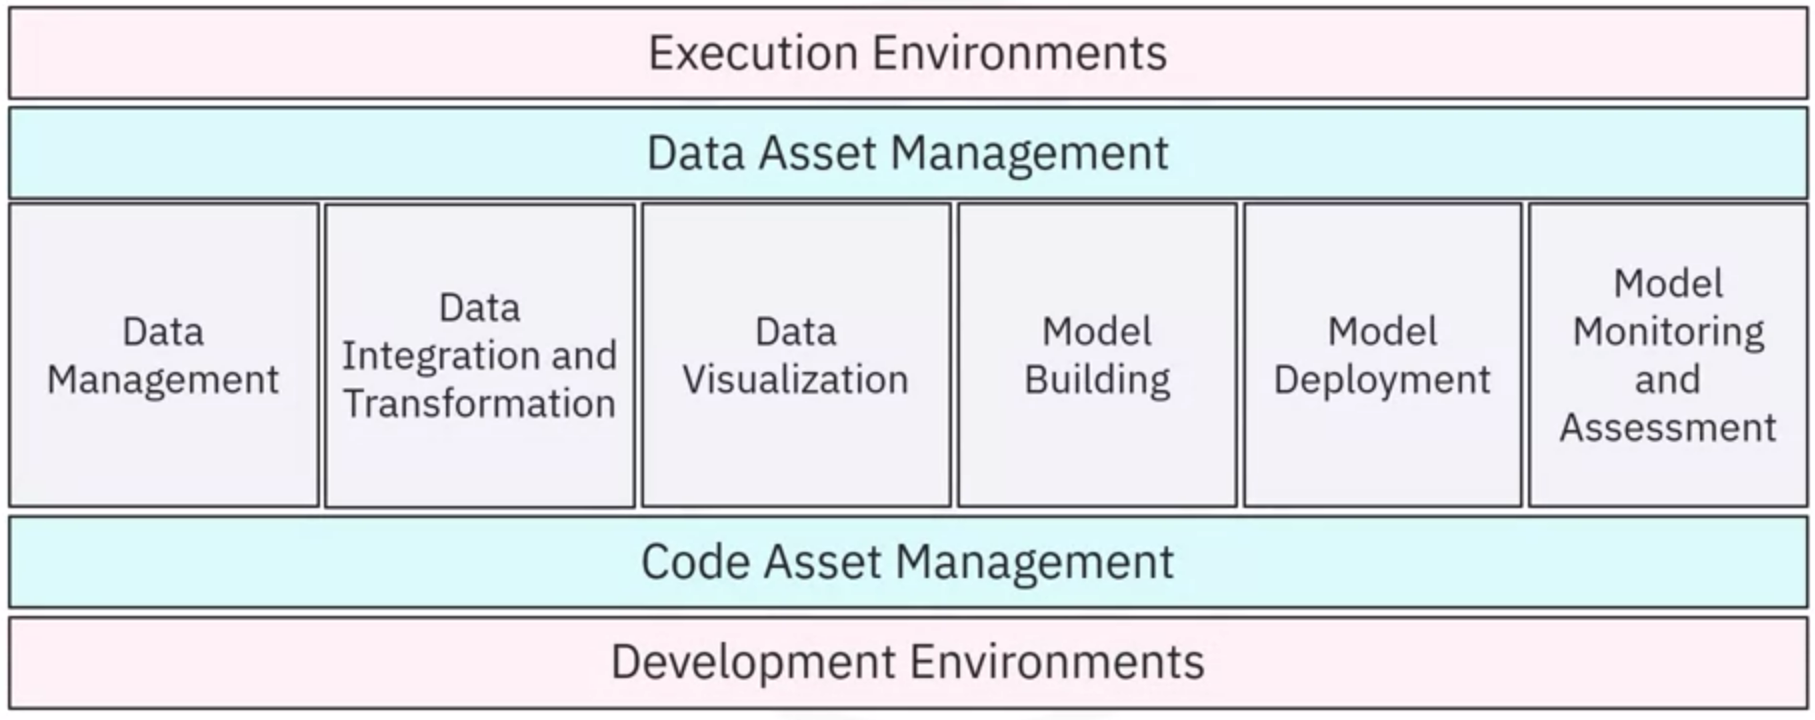 Execution Environments
Data Asset Management
Data
Management
Data
Integration and
Transformation
Data
Visualization
Model
Building
Model
Deployment
Model
Monitoring
and
Assessment
Code Asset Management
Development Environments